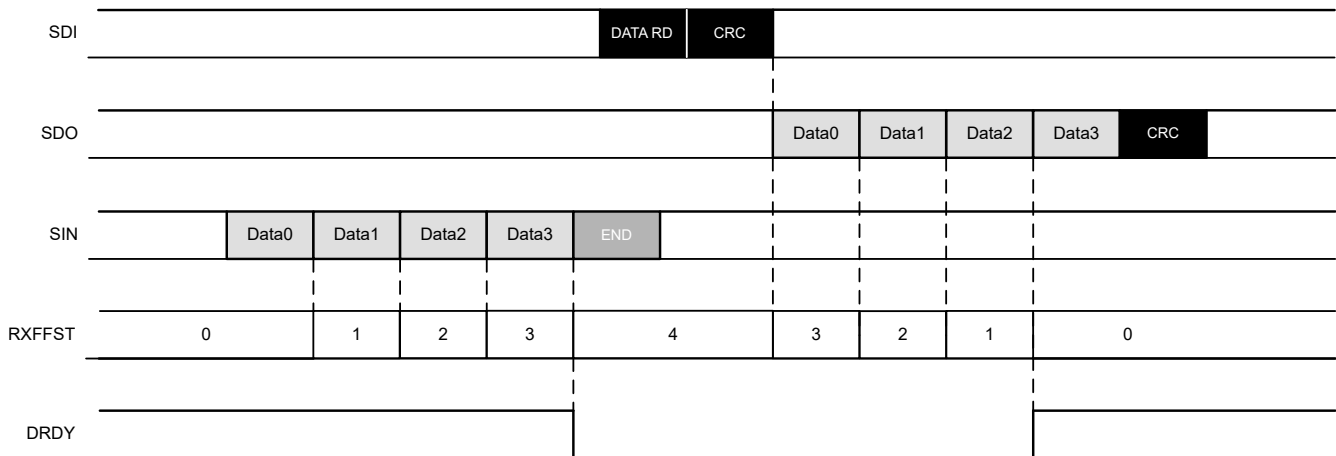 SDI DATA RD CRC
SDO Data0 Data1 Data2 Data3 CRC
SIN Data0 Data1 Data2 Data3 END
RXFFST 0 1 2 3 4 3 2 1 0
DRDY